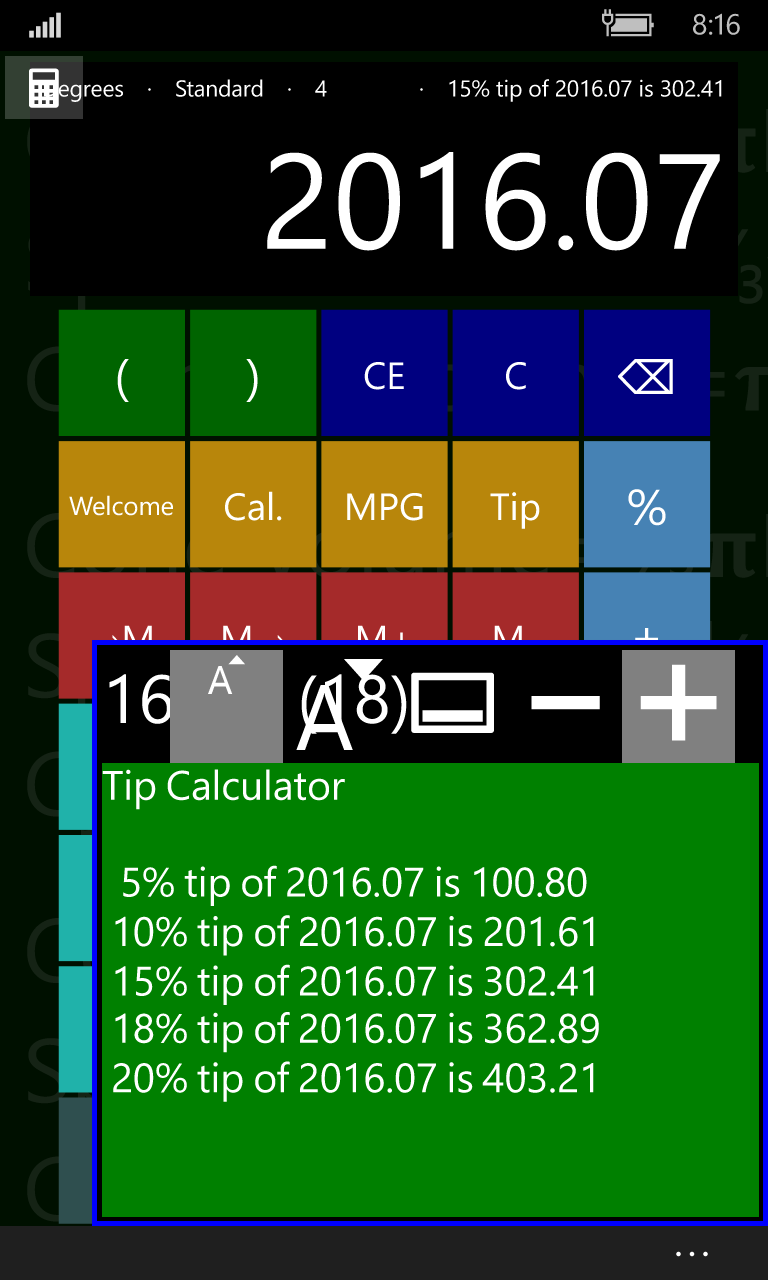 8:16
egrees · Standard · 4 · 15% tip of 2016.07 is 302.41
2016.07
( ) CE C
Welcome Cal. MPG Tip %
16 A (18) A
Tip Calculator
5% tip of 2016.07 is 100.80
10% tip of 2016.07 is 201.61
15% tip of 2016.07 is 302.41
18% tip of 2016.07 is 362.89
20% tip of 2016.07 is 403.21
...